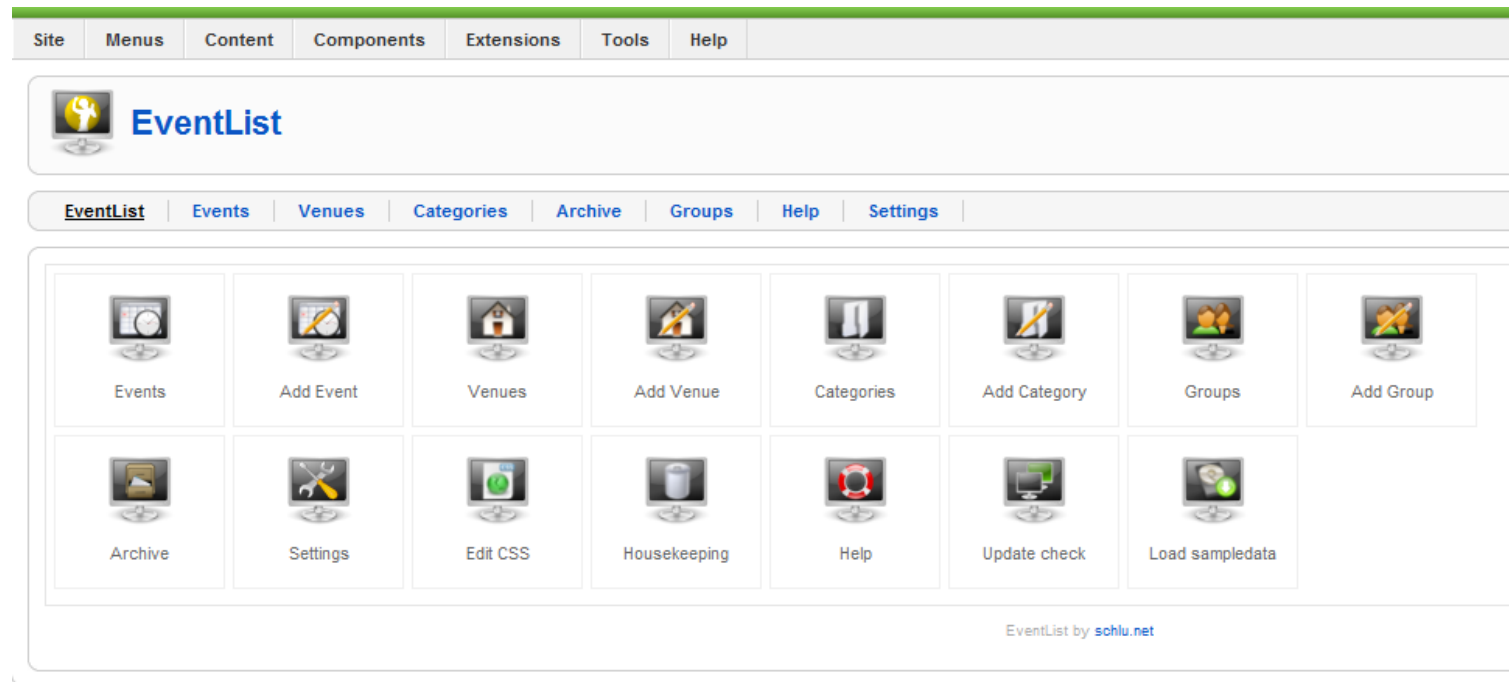 Site Menus Content Components Extensions Tools Help
EventList
EventList Events Venues Categories Archive Groups Help Settings
Events Add Event Venues Add Venue Categories Add Category Groups Add Group
Archive Settings Edit CSS Housekeeping Help Update check Load sampledata
EventList by schlu.net